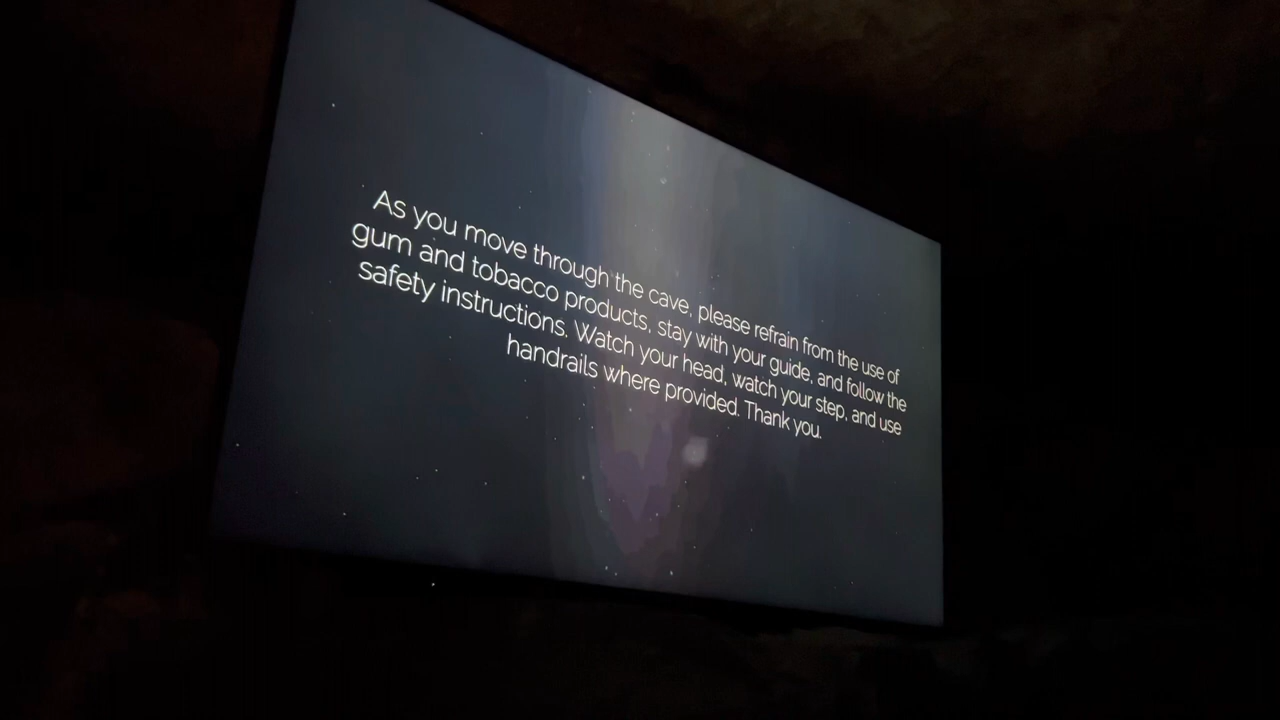 As you move through the cave, please refrain from the use of
gum and tobacco products, stay with your guide, and follow the
safety instructions. Watch your head, watch your step, and use
handrails where provided. Thank you.